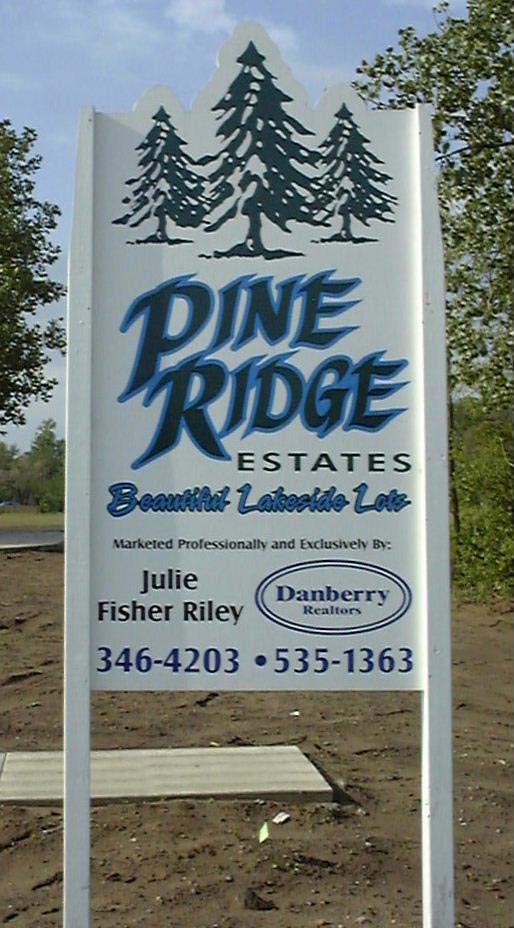 PINE
RIDGE
ESTATES
Beautiful Lakeside Lots
Marketed Professionally and Exclusively By:
Julie
Fisher Riley
Danberry
Realtors
346-4203 • 535-1363